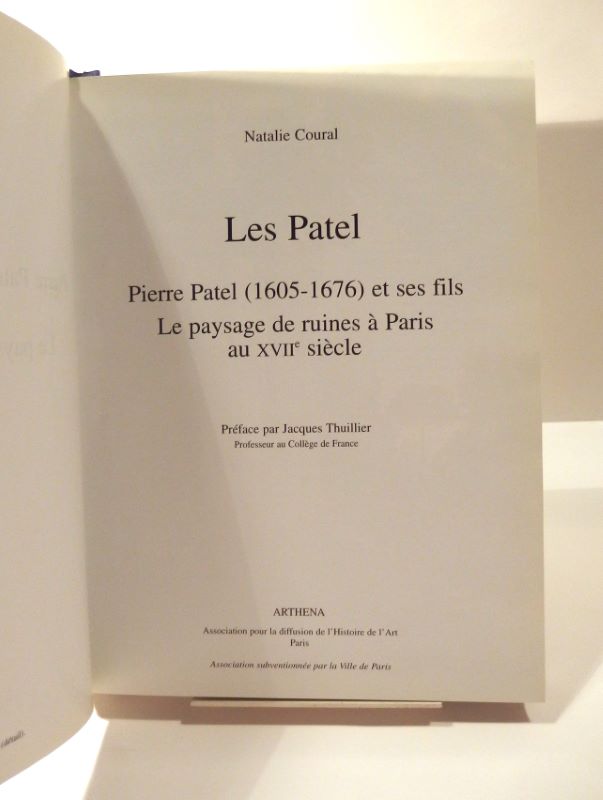 Natalie Coural
Les Patel
Pierre Patel (1605-1676) et ses fils
Le paysage de ruines à Paris
au XVIIe siècle
Préface par Jacques Thuillier
Professeur au Collège de France
ARTHENA
Association pour la diffusion de l'Histoire de l'Art
Paris
Association subventionnée par la Ville de Paris